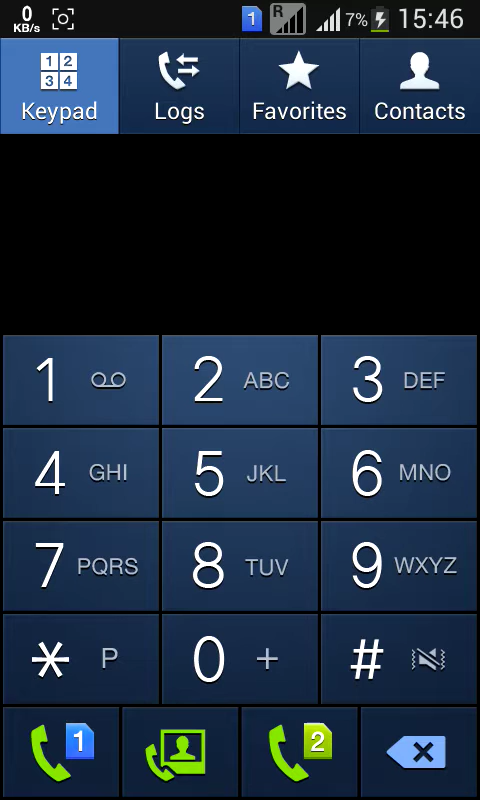 0
KB/s
1
R
7%
15:46
1 2
3 4
Keypad
Logs
Favorites
Contacts
1
2 ABC
3 DEF
4 GHI
5 JKL
6 MNO
7 PQRS
8 TUV
9 WXYZ
* P
0 +
#
1
2